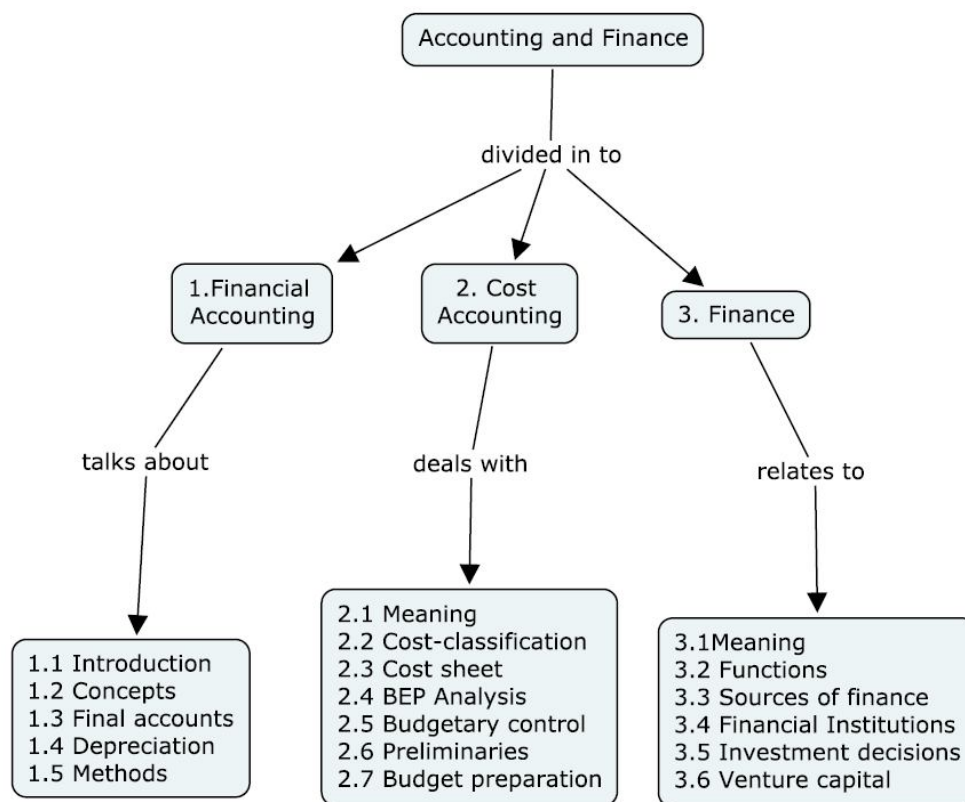 Accounting and Finance
divided in to
1.Financial
Accounting
2. Cost
Accounting
3. Finance
talks about
deals with
relates to
1.1 Introduction
1.2 Concepts
1.3 Final accounts
1.4 Depreciation
1.5 Methods
2.1 Meaning
2.2 Cost-classification
2.3 Cost sheet
2.4 BEP Analysis
2.5 Budgetary control
2.6 Preliminaries
2.7 Budget preparation
3.1Meaning
3.2 Functions
3.3 Sources of finance
3.4 Financial Institutions
3.5 Investment decisions
3.6 Venture capital